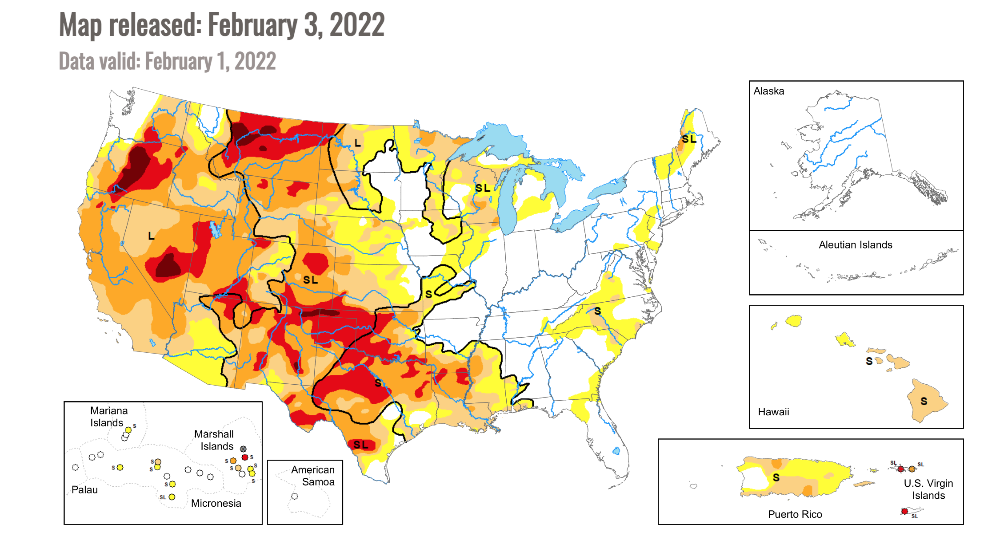 Map released: February 3, 2022
Data valid: February 1, 2022
Alaska
Aleutian Islands
L
SL
SL
L
SL
S
S
S
SL
S
S
Hawaii
Mariana
Islands
S
Marshall
Islands
S
S
S
S
S
S
S
S
S
SL
Palau
Micronesia
American
Samoa
S
SL
SL
U.S. Virgin
Islands
SL
Puerto Rico